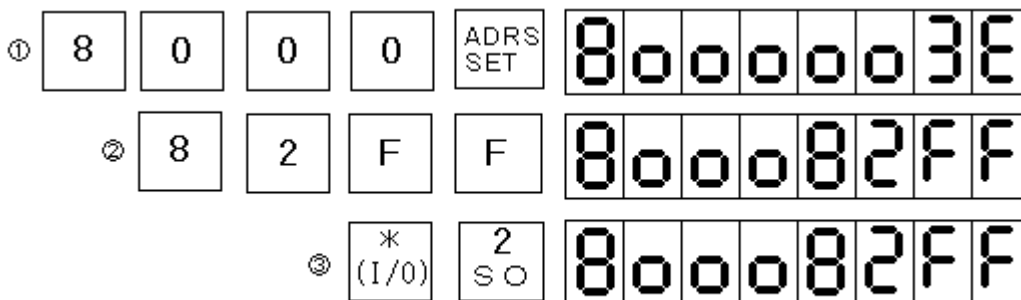 ① 8 0 0 0 ADRS SET 8ooooo3E
② 8 2 F F 8ooo82FF
③ *(I/O) 2 SO 8ooo82FF